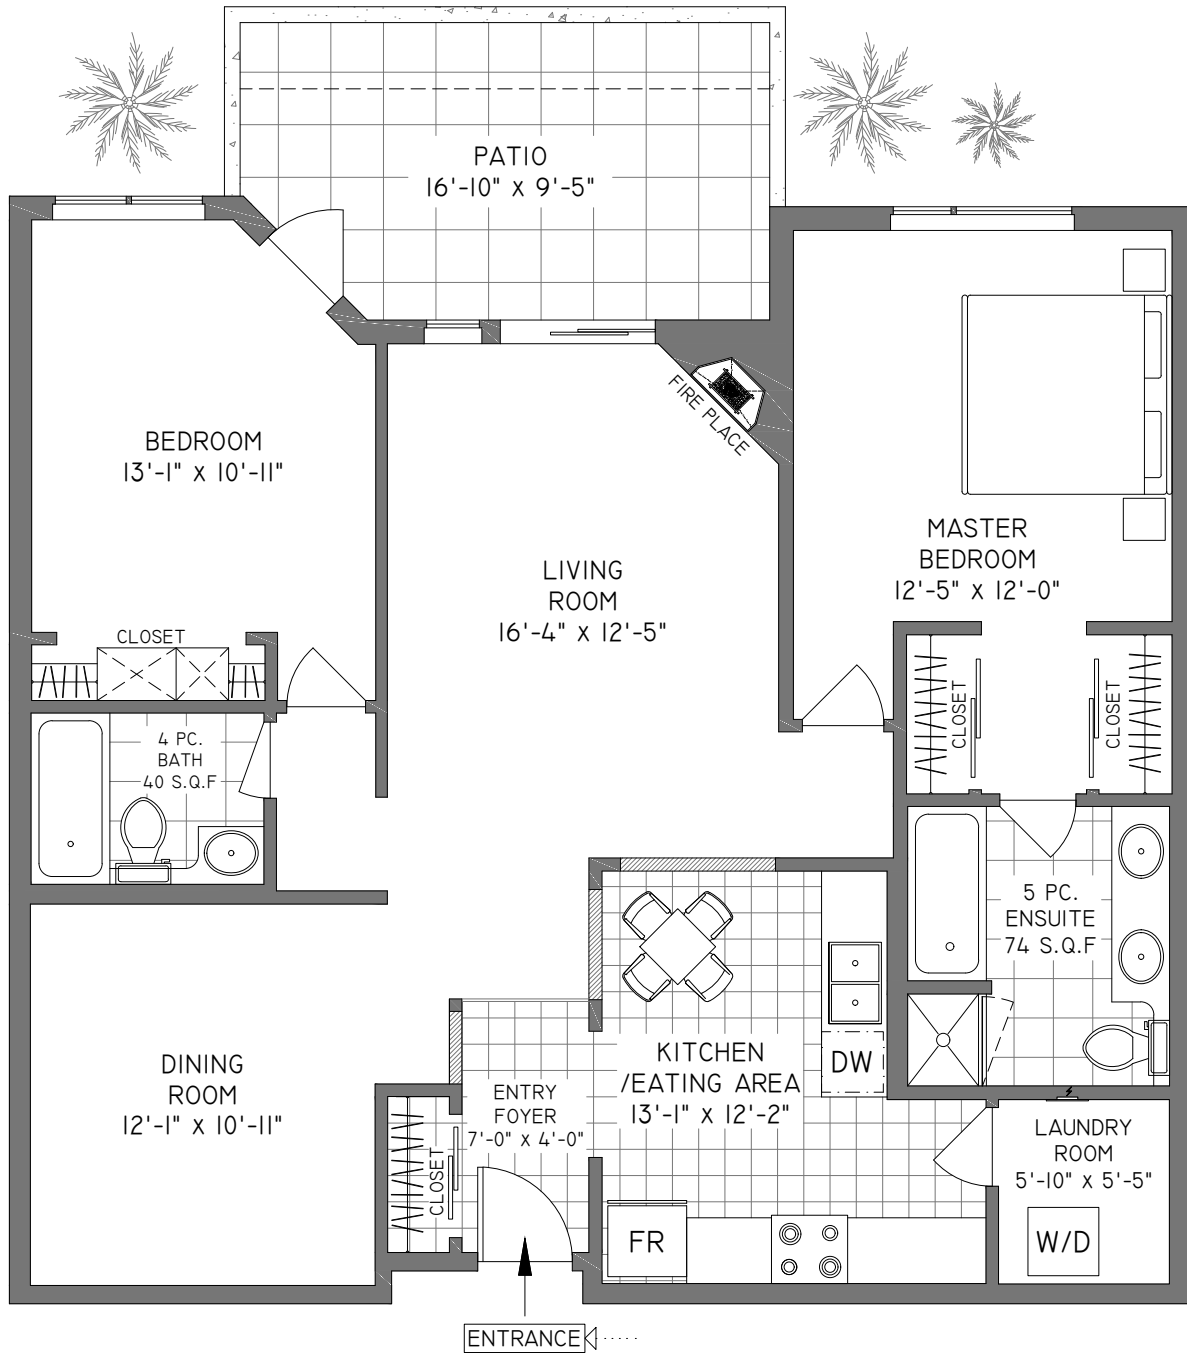 PATIO
16'-10" X 9'-5"
FIRE PLACE
BEDROOM
13'-1" X 10'-11"
MASTER
BEDROOM
12'-5" X 12'-0"
LIVING
ROOM
16'-4" X 12'-5"
CLOSET
CLOSET
CLOSET
4 PC.
BATH
40 S.Q.F
5 PC.
ENSUITE
74 S.Q.F
DINING
ROOM
12'-1" X 10'-11"
KITCHEN
/EATING AREA
13'-1" X 12'-2"
DW
ENTRY
FOYER
7'-0" X 4'-0"
CLOSET
LAUNDRY
ROOM
5'-10" X 5'-5"
FR
W/D
ENTRANCE